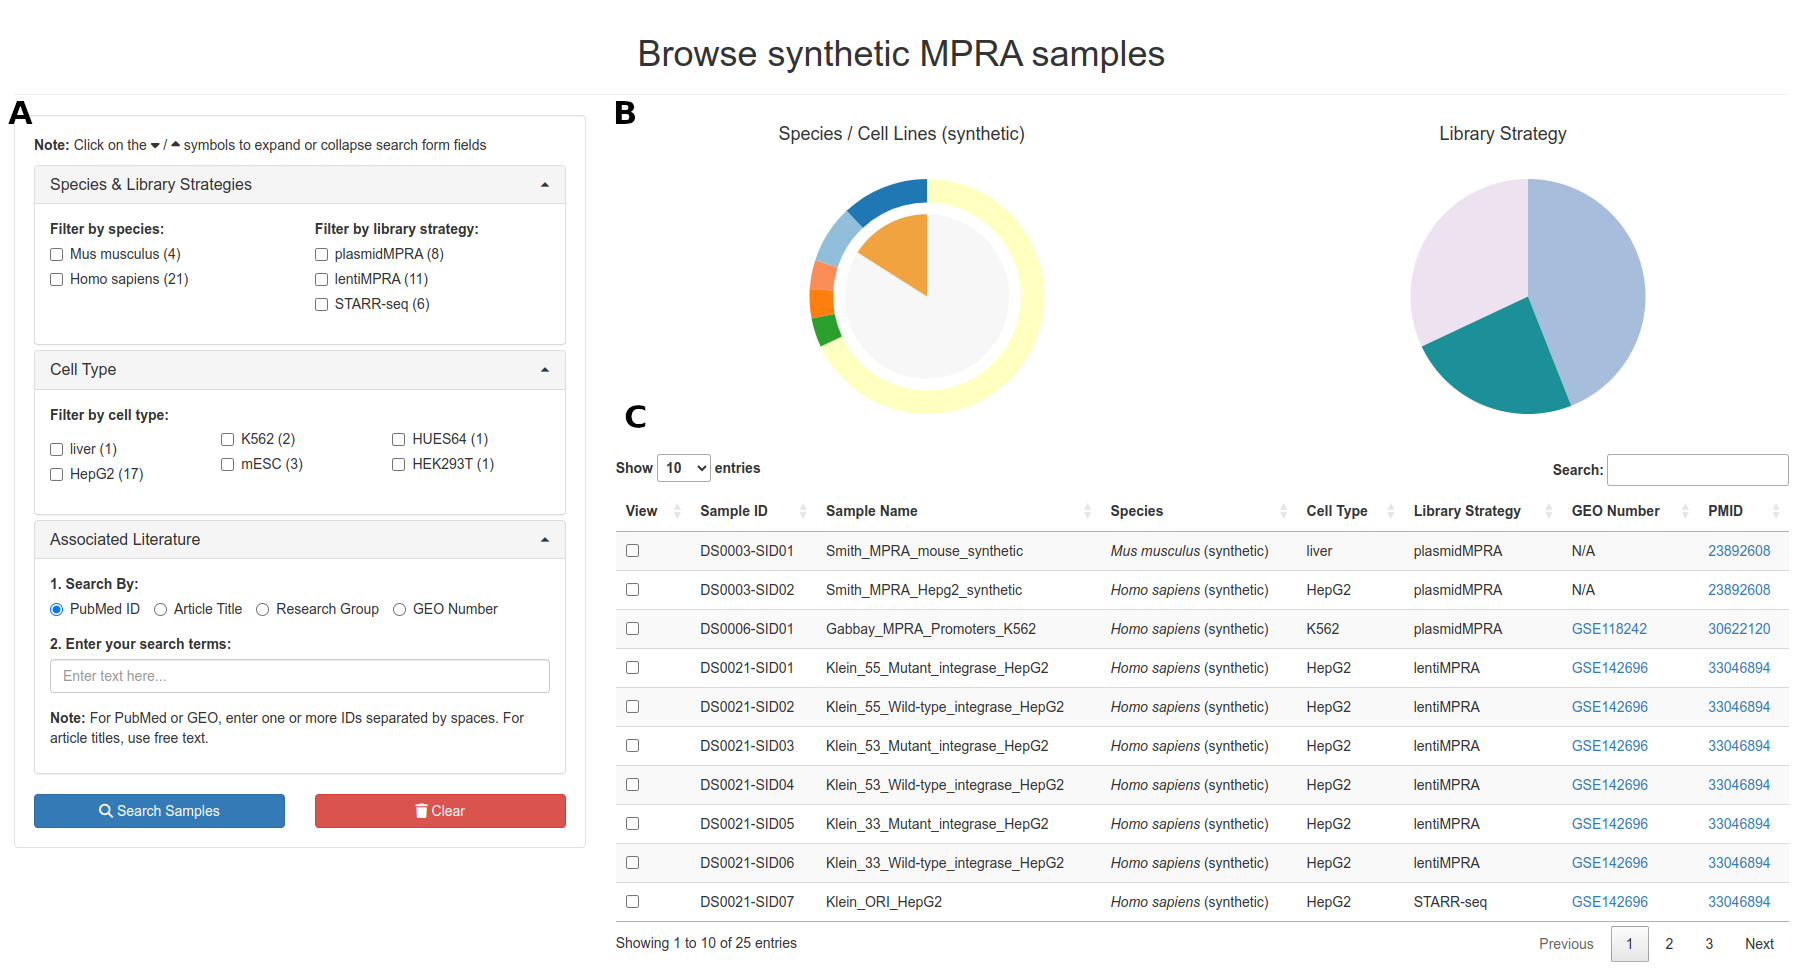 Browse synthetic MPRA samples
A
Note: Click on the ▾ / ▴ symbols to expand or collapse search form fields
Species & Library Strategies
Filter by species:
Mus musculus (4)
Homo sapiens (21)
Filter by library strategy:
plasmidMPRA (8)
lentiMPRA (11)
STARR-seq (6)
Cell Type
Filter by cell type:
liver (1)
HepG2 (17)
K562 (2)
mESC (3)
HUES64 (1)
HEK293T (1)
Associated Literature
1. Search By:
PubMed ID Article Title Research Group GEO Number
2. Enter your search terms:
Enter text here...
Note: For PubMed or GEO, enter one or more IDs separated by spaces. For
article titles, use free text.
Search Samples Clear
B
Species / Cell Lines (synthetic)
Library Strategy
C
Show 10 entries
Search:
View Sample ID Sample Name Species Cell Type Library Strategy GEO Number PMID
DS0003-SID01 Smith_MPRA_mouse_synthetic Mus musculus (synthetic) liver plasmidMPRA N/A 23892608
DS0003-SID02 Smith_MPRA_Hepg2_synthetic Homo sapiens (synthetic) HepG2 plasmidMPRA N/A 23892608
DS0006-SID01 Gabbay_MPRA_Promoters_K562 Homo sapiens (synthetic) K562 plasmidMPRA GSE118242 30622120
DS0021-SID01 Klein_55_Mutant_integrase_HepG2 Homo sapiens (synthetic) HepG2 lentiMPRA GSE142696 33046894
DS0021-SID02 Klein_55_Wild-type_integrase_HepG2 Homo sapiens (synthetic) HepG2 lentiMPRA GSE142696 33046894
DS0021-SID03 Klein_53_Mutant_integrase_HepG2 Homo sapiens (synthetic) HepG2 lentiMPRA GSE142696 33046894
DS0021-SID04 Klein_53_Wild-type_integrase_HepG2 Homo sapiens (synthetic) HepG2 lentiMPRA GSE142696 33046894
DS0021-SID05 Klein_33_Mutant_integrase_HepG2 Homo sapiens (synthetic) HepG2 lentiMPRA GSE142696 33046894
DS0021-SID06 Klein_33_Wild-type_integrase_HepG2 Homo sapiens (synthetic) HepG2 lentiMPRA GSE142696 33046894
DS0021-SID07 Klein_ORI_HepG2 Homo sapiens (synthetic) HepG2 STARR-seq GSE142696 33046894
Showing 1 to 10 of 25 entries
Previous 1 2 3 Next